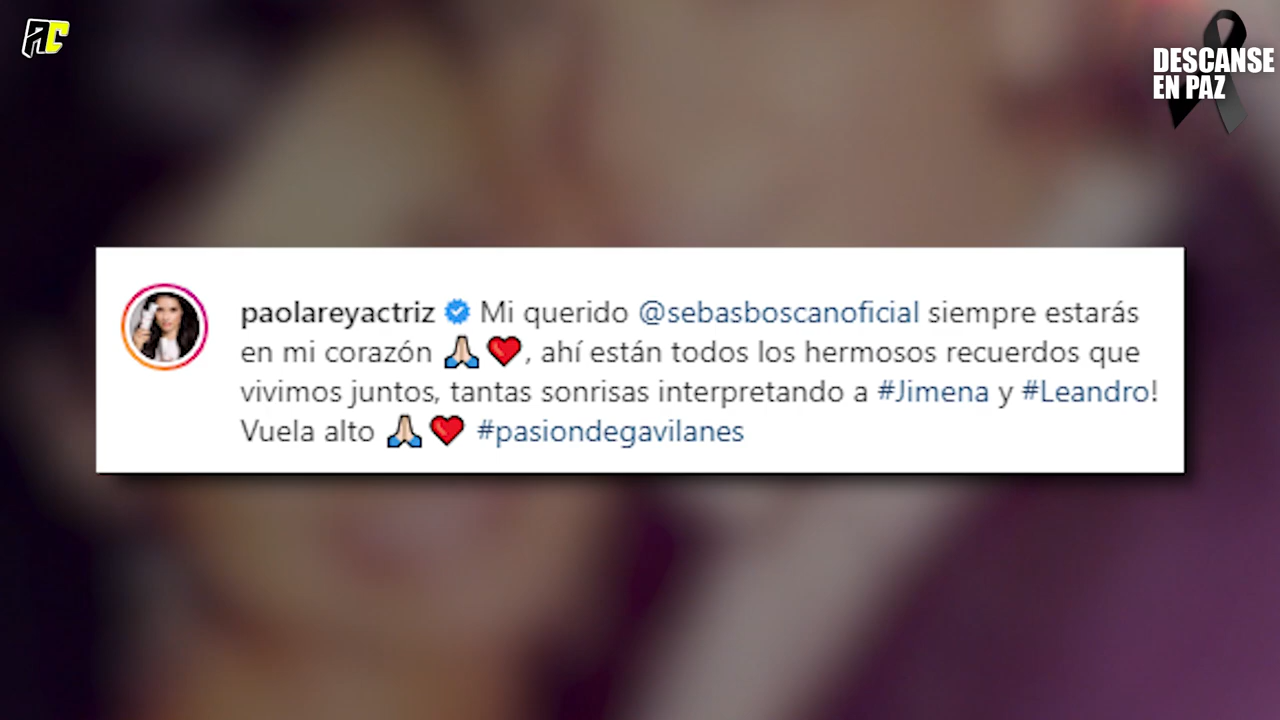 AC
DESCANSE
EN PAZ
paolareyactriz Mi querido @sebasboscanoficial siempre estarás
en mi corazón 🙏🏻❤️, ahí están todos los hermosos recuerdos que
vivimos juntos, tantas sonrisas interpretando a #Jimena y #Leandro!
Vuela alto 🙏🏻❤️ #pasiondegavilanes